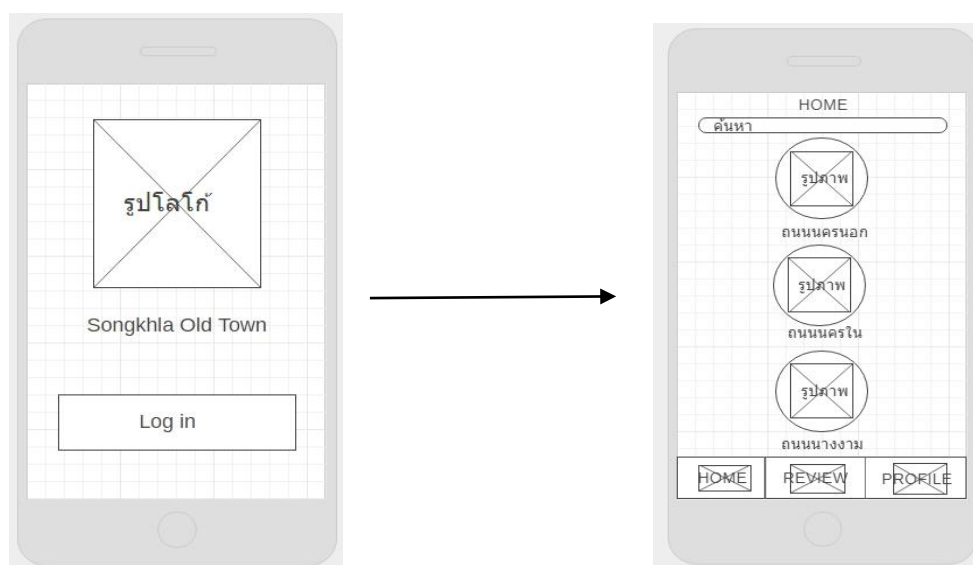 รูปโลโก้
Songkhla Old Town
Log in
HOME
ค้นหา
รูปภาพ
ถนนนครนอก
รูปภาพ
ถนนนครใน
รูปภาพ
ถนนนางงาม
HOME
REVIEW
PROFILE